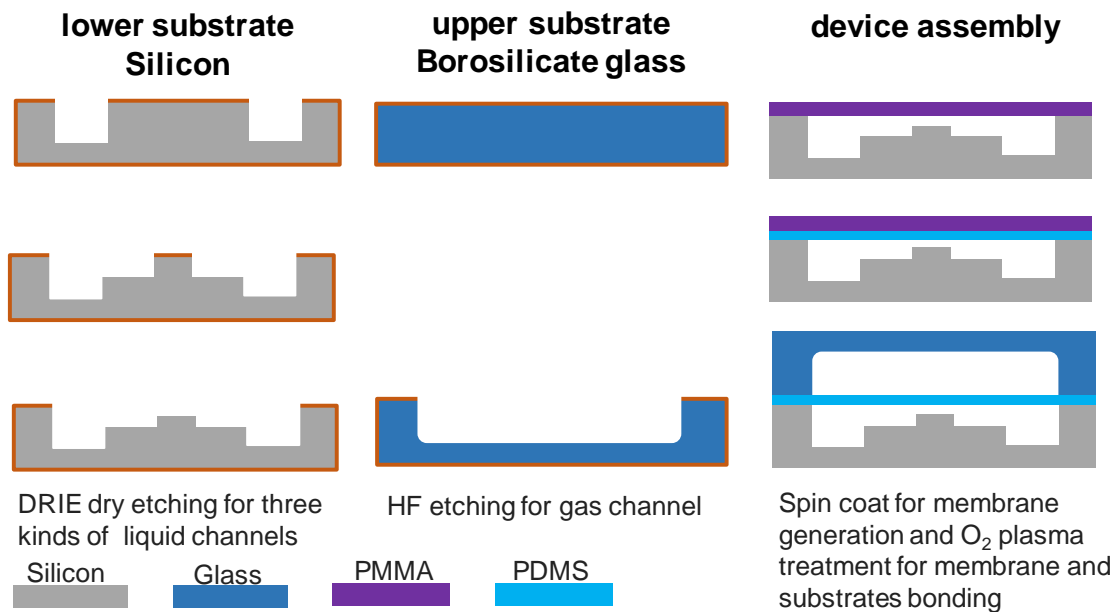 lower substrate
Silicon
upper substrate
Borosilicate glass
device assembly
DRIE dry etching for three
kinds of liquid channels
HF etching for gas channel
Spin coat for membrane
generation and O₂ plasma
treatment for membrane and
substrates bonding
Silicon
Glass
PMMA
PDMS